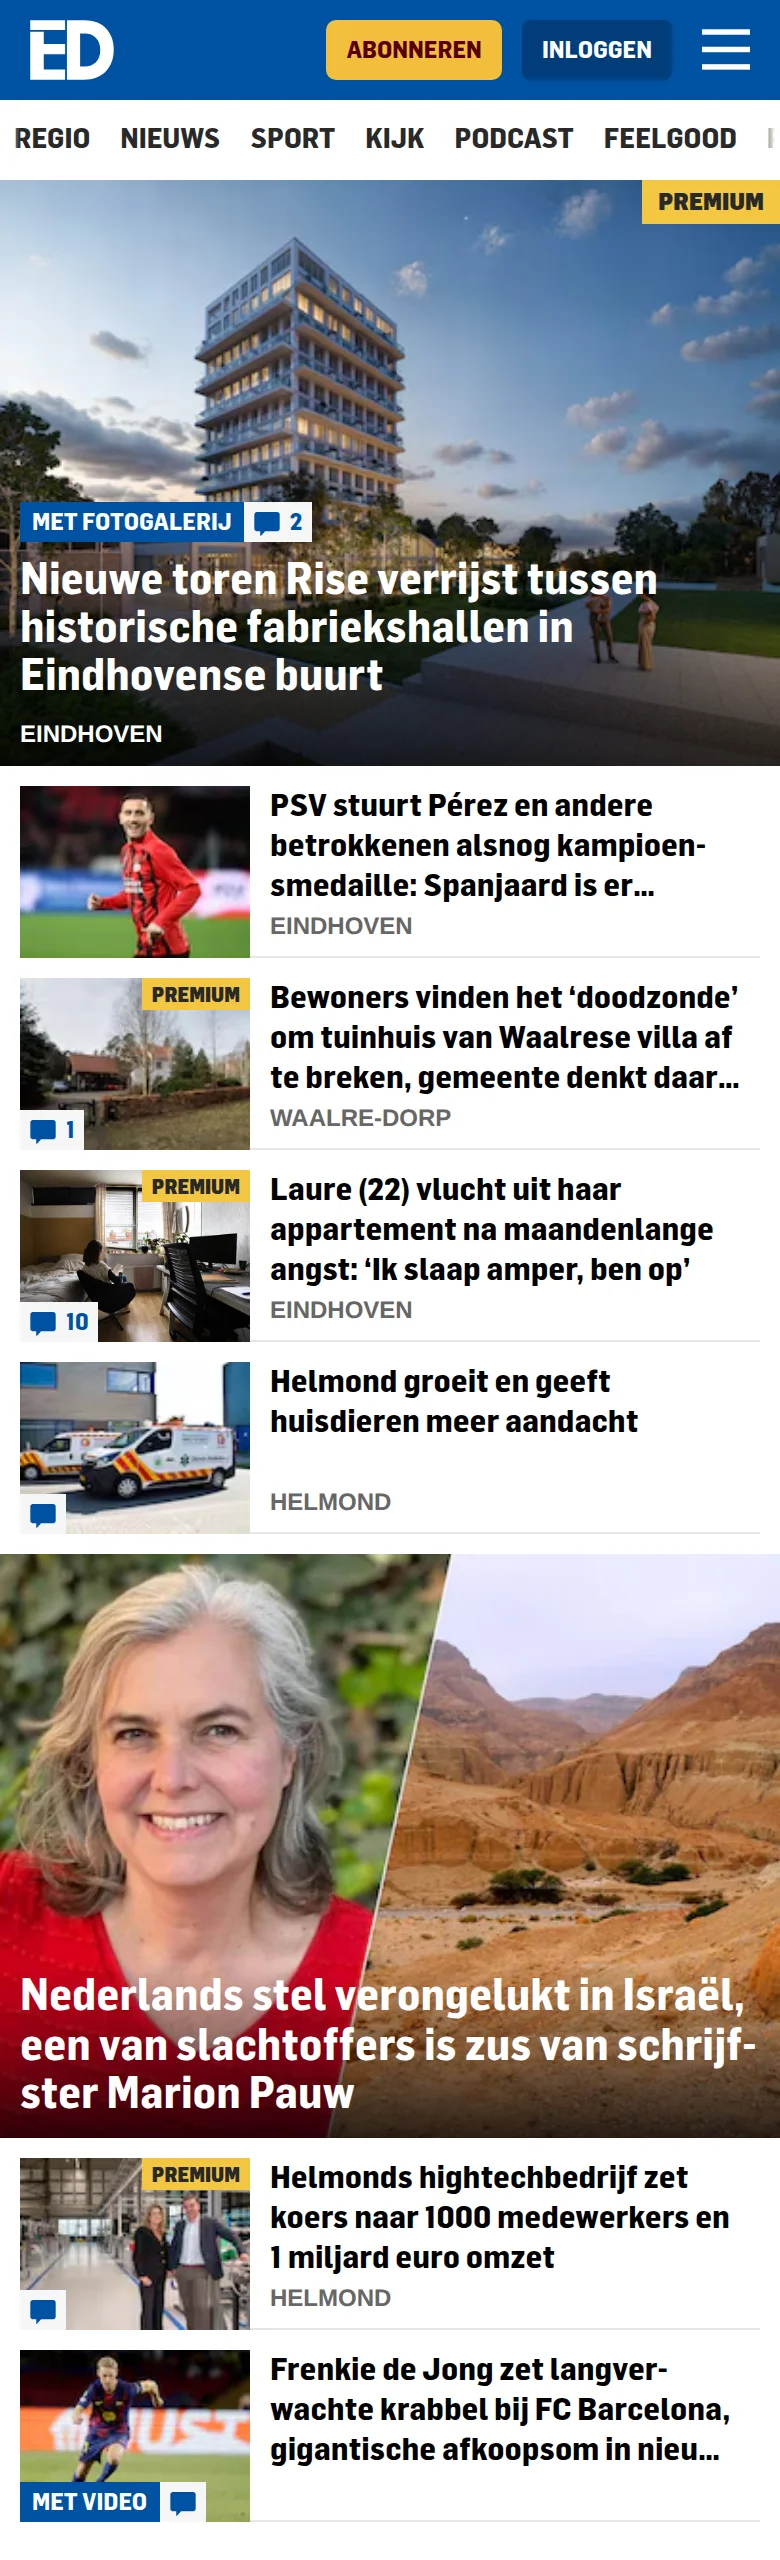 ED
ABONNEREN
INLOGGEN
REGIO NIEUWS SPORT KIJK PODCAST FEELGOOD
PREMIUM
MET FOTOGALERIJ 2
Nieuwe toren Rise verrijst tussen
historische fabriekshallen in
Eindhovense buurt
EINDHOVEN
PSV stuurt Pérez en andere
betrokkenen alsnog kampioen-
smedaille: Spanjaard is er...
EINDHOVEN
PREMIUM
1
Bewoners vinden het ‘doodzonde’
om tuinhuis van Waalrese villa af
te breken, gemeente denkt daar...
WAALRE-DORP
PREMIUM
10
Laure (22) vlucht uit haar
appartement na maandenlange
angst: ‘Ik slaap amper, ben op’
EINDHOVEN
Helmond groeit en geeft
huisdieren meer aandacht
HELMOND
Nederlands stel verongelukt in Israël,
een van slachtoffers is zus van schrijf-
ster Marion Pauw
PREMIUM
Helmonds hightechbedrijf zet
koers naar 1000 medewerkers en
1 miljard euro omzet
HELMOND
MET VIDEO
Frenkie de Jong zet langver-
wachte krabbel bij FC Barcelona,
gigantische afkoopsom in nieu...